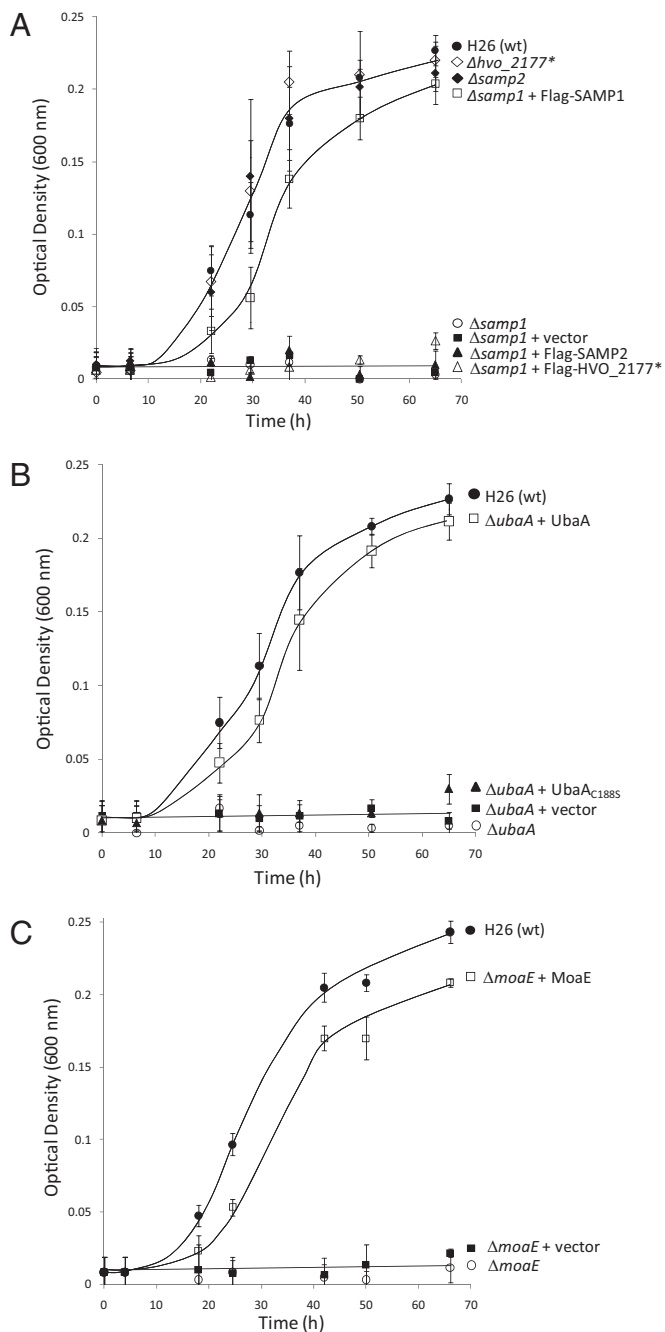 A
0.25
0.2
0.15
0.1
0.05
0
Optical Density (600 nm)
0 10 20 30 40 50 60 70
Time (h)
H26 (wt)
Δhvo_2177*
Δsamp2
Δsamp1 + Flag-SAMP1
Δsamp1
Δsamp1 + vector
Δsamp1 + Flag-SAMP2
Δsamp1 + Flag-HVO_2177*
B
0.25
0.2
0.15
0.1
0.05
0
Optical Density (600 nm)
0 10 20 30 40 50 60 70
Time (h)
H26 (wt)
ΔubaA + UbaA
ΔubaA + UbaAC188S
ΔubaA + vector
ΔubaA
C
0.25
0.2
0.15
0.1
0.05
0
Optical Density (600 nm)
0 10 20 30 40 50 60 70
Time (h)
H26 (wt)
ΔmoaE + MoaE
ΔmoaE + vector
ΔmoaE